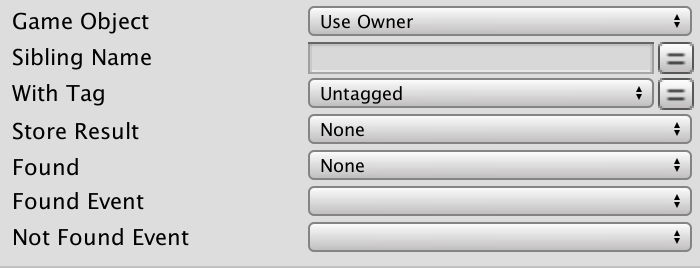 Game Object Use Owner
Sibling Name
With Tag Untagged
Store Result None
Found None
Found Event
Not Found Event